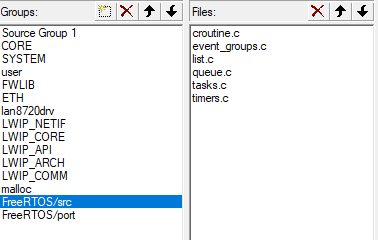 Groups:
Source Group 1
CORE
SYSTEM
user
FWLIB
ETH
lan8720drv
LWIP_NETIF
LWIP_CORE
LWIP_API
LWIP_ARCH
LWIP_COMM
malloc
FreeRTOS/src
FreeRTOS/port
Files:
croutine.c
event_groups.c
list.c
queue.c
tasks.c
timers.c